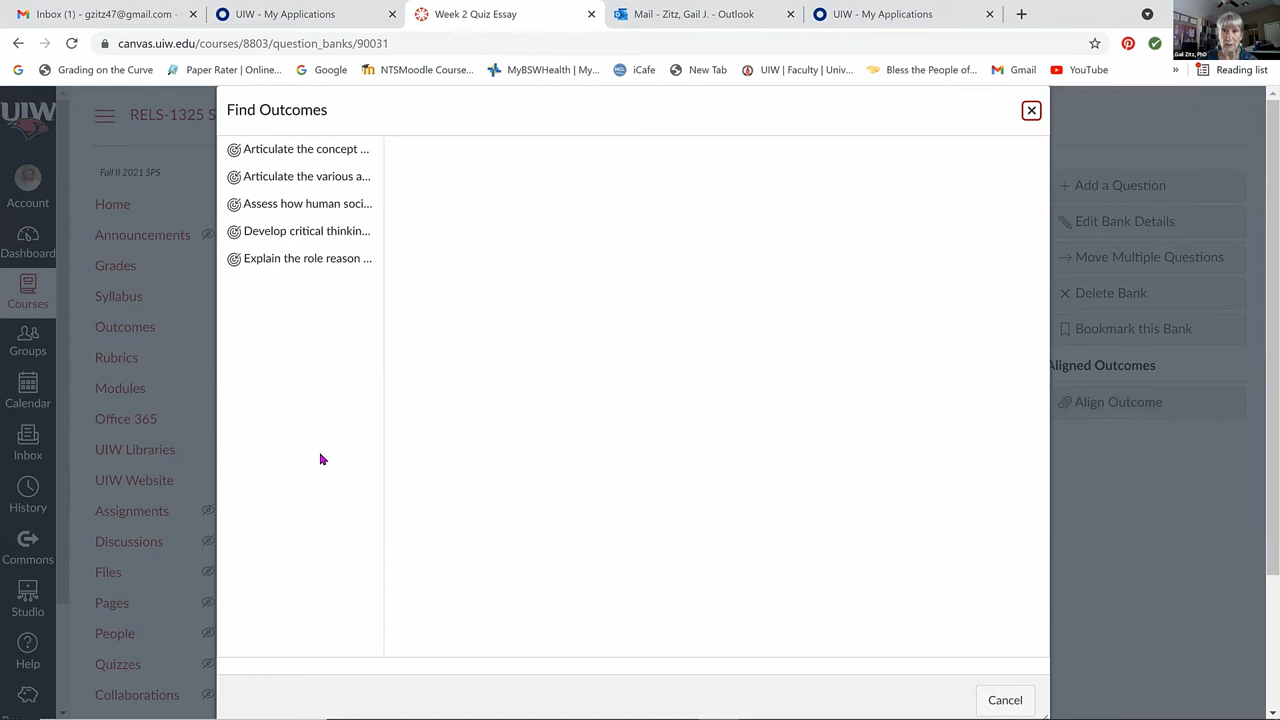 Inbox (1) - gzitz47@gmail.com
UIW - My Applications
Week 2 Quiz Essay
Mail - Zitz, Gail J. - Outlook
UIW - My Applications
canvas.uiw.edu/courses/8803/question_banks/90031
Gail Zitz, PhD
Grading on the Curve
Paper Rater | Online...
Google
NTSMoodle Course...
MyBSWHealth | My...
iCafe
New Tab
UIW | Faculty | Univ...
Bless the People of...
Gmail
YouTube
»
Reading list
UIW
RELS-1325 S
Find Outcomes
Articulate the concept ...
Articulate the various a...
Assess how human soci...
Develop critical thinkin...
Explain the role reason ...
Cancel
Fall II 2021 SPS
Account
Dashboard
Courses
Groups
Calendar
Inbox
History
Commons
Studio
Help
Home
Announcements
Grades
Syllabus
Outcomes
Rubrics
Modules
Office 365
UIW Libraries
UIW Website
Assignments
Discussions
Files
Pages
People
Quizzes
Collaborations
+ Add a Question
Edit Bank Details
Move Multiple Questions
Delete Bank
Bookmark this Bank
Aligned Outcomes
Align Outcome